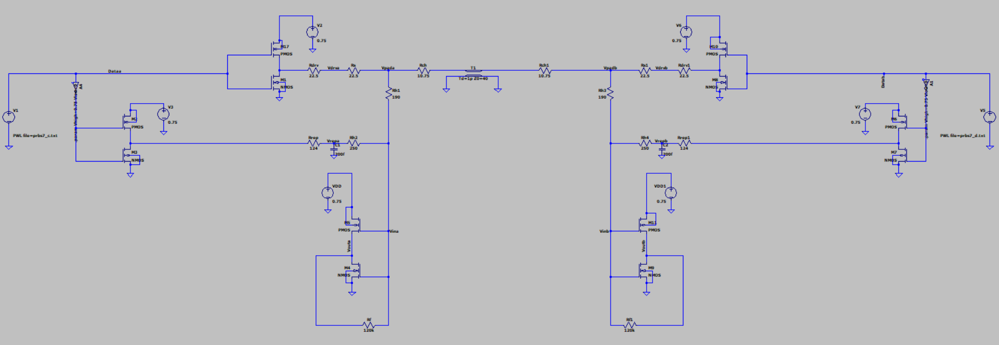 V2
0.75
M17
PMOS
Dataa
Rdrv
22.5
Vdrva
Rs
22.5
Vpada
Rch
10.75
T1
Td=1p Z0=40
Rch1
10.75
Vpadb
Rs1
22.5
Vdrvb
Rdrv1
22.5
V6
0.75
M10
PMOS
M1
NMOS
M8
NMOS
A4
Datab
A1
Rh1
190
Rh3
190
V1
PWL file=prbs7_c.txt
V3
0.75
M2
PMOS
M3
NMOS
V7
0.75
M6
PMOS
M7
NMOS
V5
PWL file=prbs7_d.txt
Rrep
124
Vrepa
C1
200f
Rh2
250
Rh4
250
Vrepb
C2
200f
Rrep1
124
VDD
0.75
VDD1
0.75
M5
PMOS
Vina
Vouta
M4
NMOS
Rf
120k
M11
PMOS
Vinb
Voutb
M9
NMOS
Rf1
120k